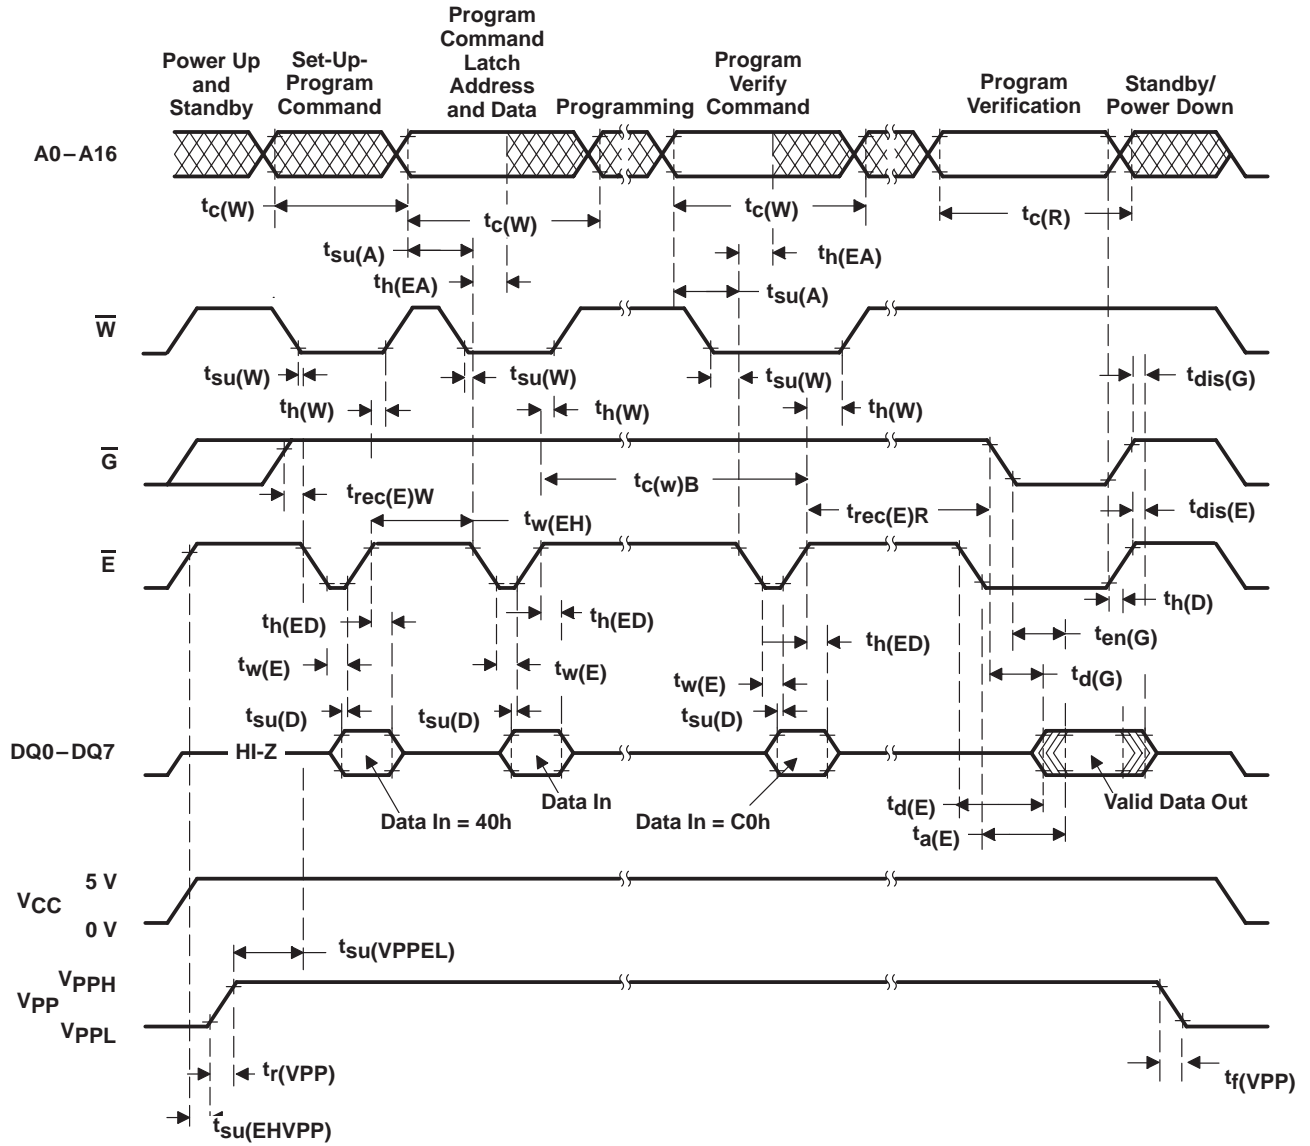 Power Up
and
Standby
Set-Up-
Program
Command
Program
Command
Latch
Address
and Data
Programming
Program
Verify
Command
Program
Verification
Standby/
Power Down
A0–A16
tc(W)
tc(W)
tc(W)
tc(R)
tsu(A)
th(EA)
th(EA)
tsu(A)
W
tsu(W)
tsu(W)
tsu(W)
tdis(G)
th(W)
th(W)
th(W)
G
trec(E)W
tc(w)B
tw(EH)
trec(E)R
tdis(E)
E
th(D)
th(ED)
th(ED)
th(ED)
ten(G)
tw(E)
tw(E)
tw(E)
td(G)
tsu(D)
tsu(D)
tsu(D)
DQ0–DQ7
HI-Z
Data In = 40h
Data In
Data In = C0h
Valid Data Out
td(E)
ta(E)
5 V
VCC
0 V
tsu(VPPEL)
VPPH
VPP
VPPL
tr(VPP)
tf(VPP)
tsu(EHVPP)